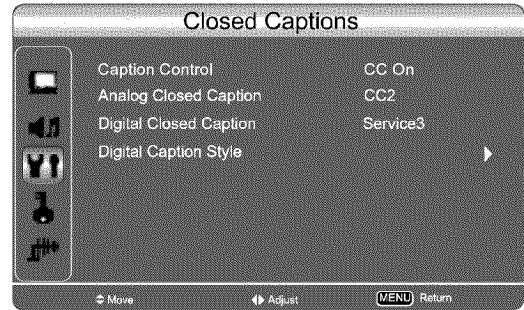 Closed Captions
Caption Control CC On
Analog Closed Caption CC2
Digital Closed Caption Service3
Digital Caption Style
Move Adjust MENU Return